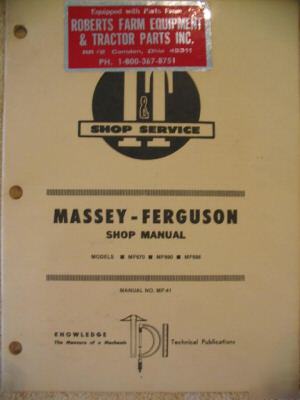 Equipped with Parts From
ROBERTS FARM EQUIPMENT
& TRACTOR PARTS INC.
RR #2 Camden, Ohio 45311
PH. 1-800-367-8751
I&T
SHOP SERVICE
MASSEY-FERGUSON
SHOP MANUAL
MODELS ■ MF670 ■ MF690 ■ MF698
MANUAL NO. MF-41
KNOWLEDGE
The Measure of a Mechanic
Technical Publications